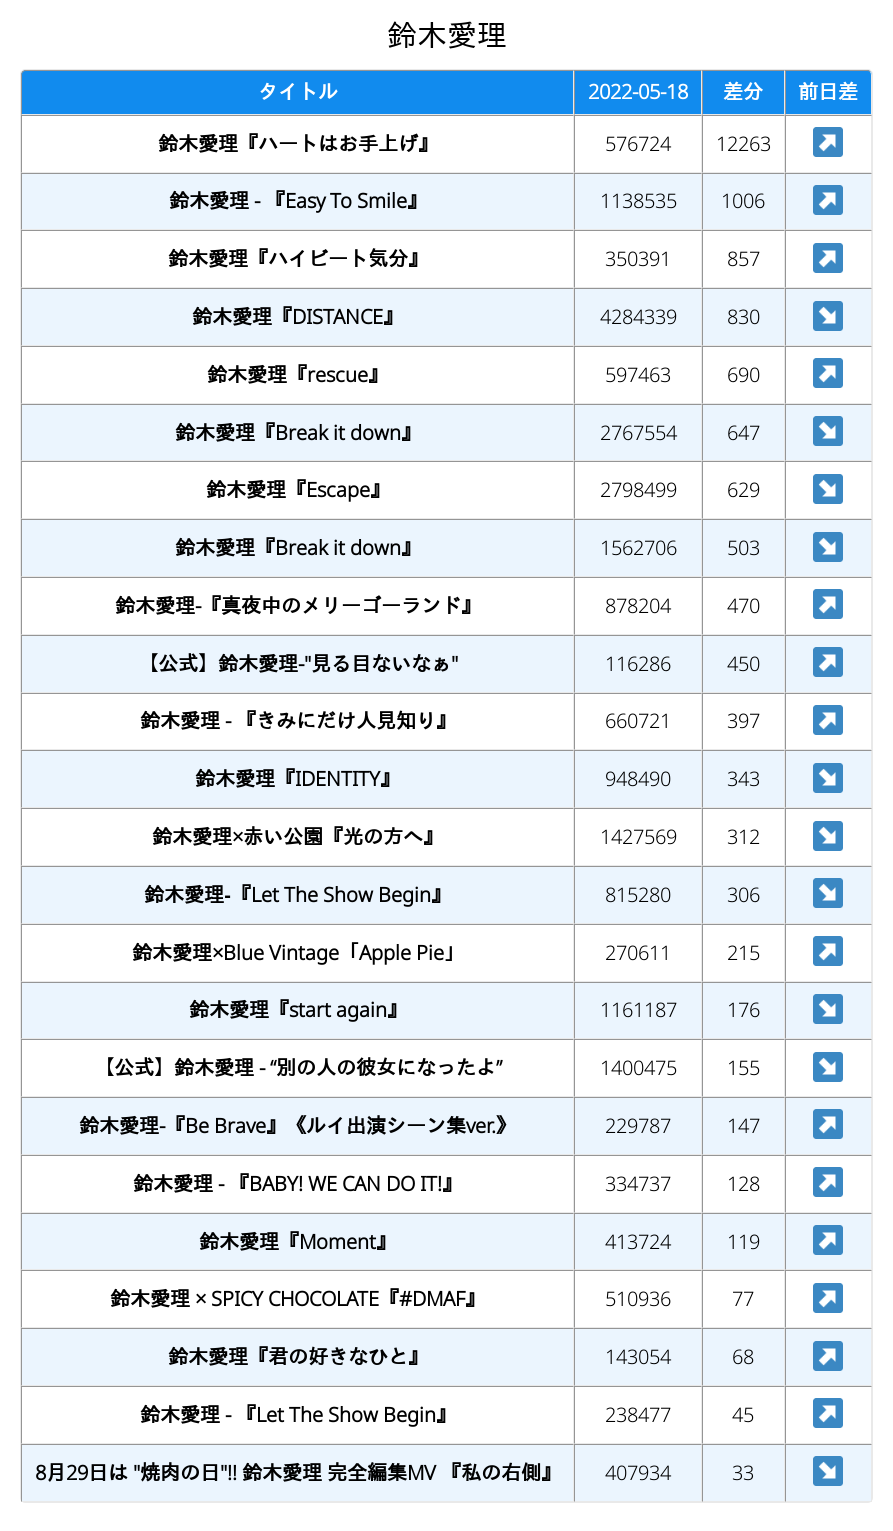 鈴木愛理
タイトル 2022-05-18 差分 前日差
鈴木愛理『ハートはお手上げ』 576724 12263
鈴木愛理 - 『Easy To Smile』 1138535 1006
鈴木愛理『ハイビート気分』 350391 857
鈴木愛理『DISTANCE』 4284339 830
鈴木愛理『rescue』 597463 690
鈴木愛理『Break it down』 2767554 647
鈴木愛理『Escape』 2798499 629
鈴木愛理『Break it down』 1562706 503
鈴木愛理-『真夜中のメリーゴーランド』 878204 470
【公式】鈴木愛理-"見る目ないなぁ" 116286 450
鈴木愛理 - 『きみにだけ人見知り』 660721 397
鈴木愛理『IDENTITY』 948490 343
鈴木愛理×赤い公園『光の方へ』 1427569 312
鈴木愛理-『Let The Show Begin』 815280 306
鈴木愛理×Blue Vintage「Apple Pie」 270611 215
鈴木愛理『start again』 1161187 176
【公式】鈴木愛理 - “別の人の彼女になったよ” 1400475 155
鈴木愛理-『Be Brave』《ルイ出演シーン集ver.》 229787 147
鈴木愛理 - 『BABY! WE CAN DO IT!』 334737 128
鈴木愛理『Moment』 413724 119
鈴木愛理 × SPICY CHOCOLATE『#DMAF』 510936 77
鈴木愛理『君の好きなひと』 143054 68
鈴木愛理 - 『Let The Show Begin』 238477 45
8月29日は "焼肉の日"!! 鈴木愛理 完全編集MV 『私の右側』 407934 33